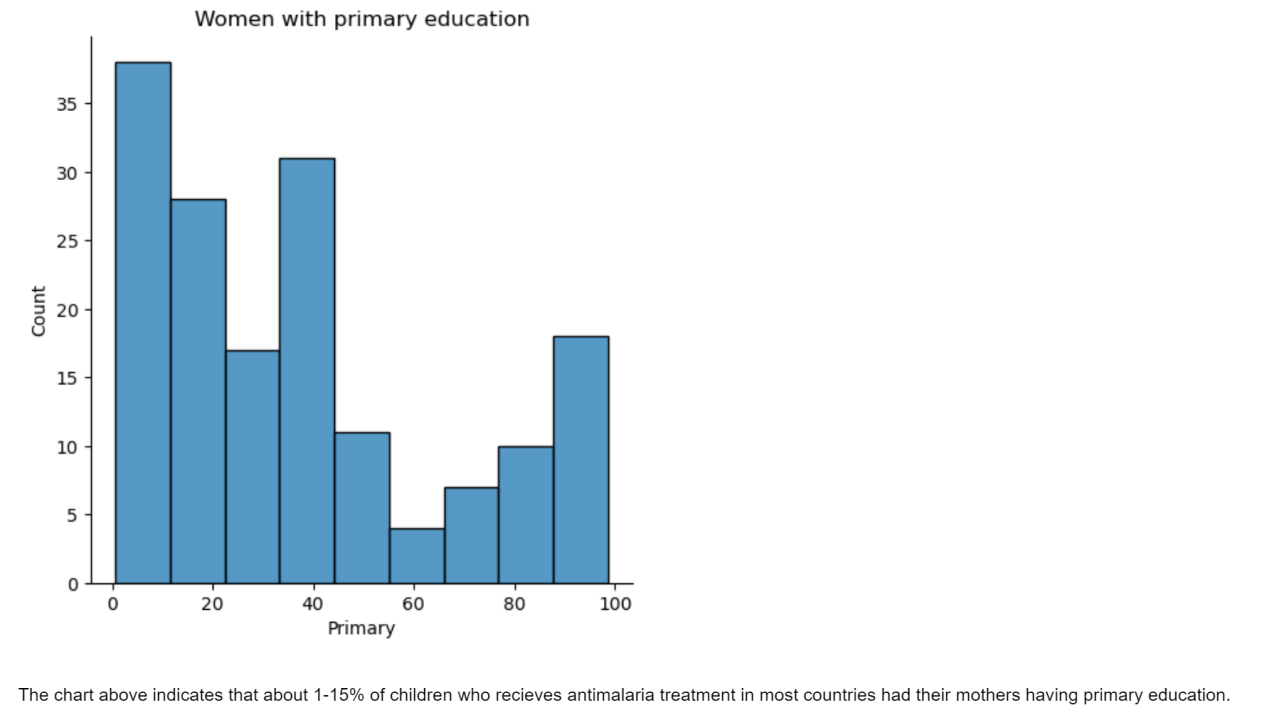 Women with primary education
35
30
25
20
15
10
5
0
Count
0 20 40 60 80 100
Primary
The chart above indicates that about 1-15% of children who recieves antimalaria treatment in most countries had their mothers having primary education.